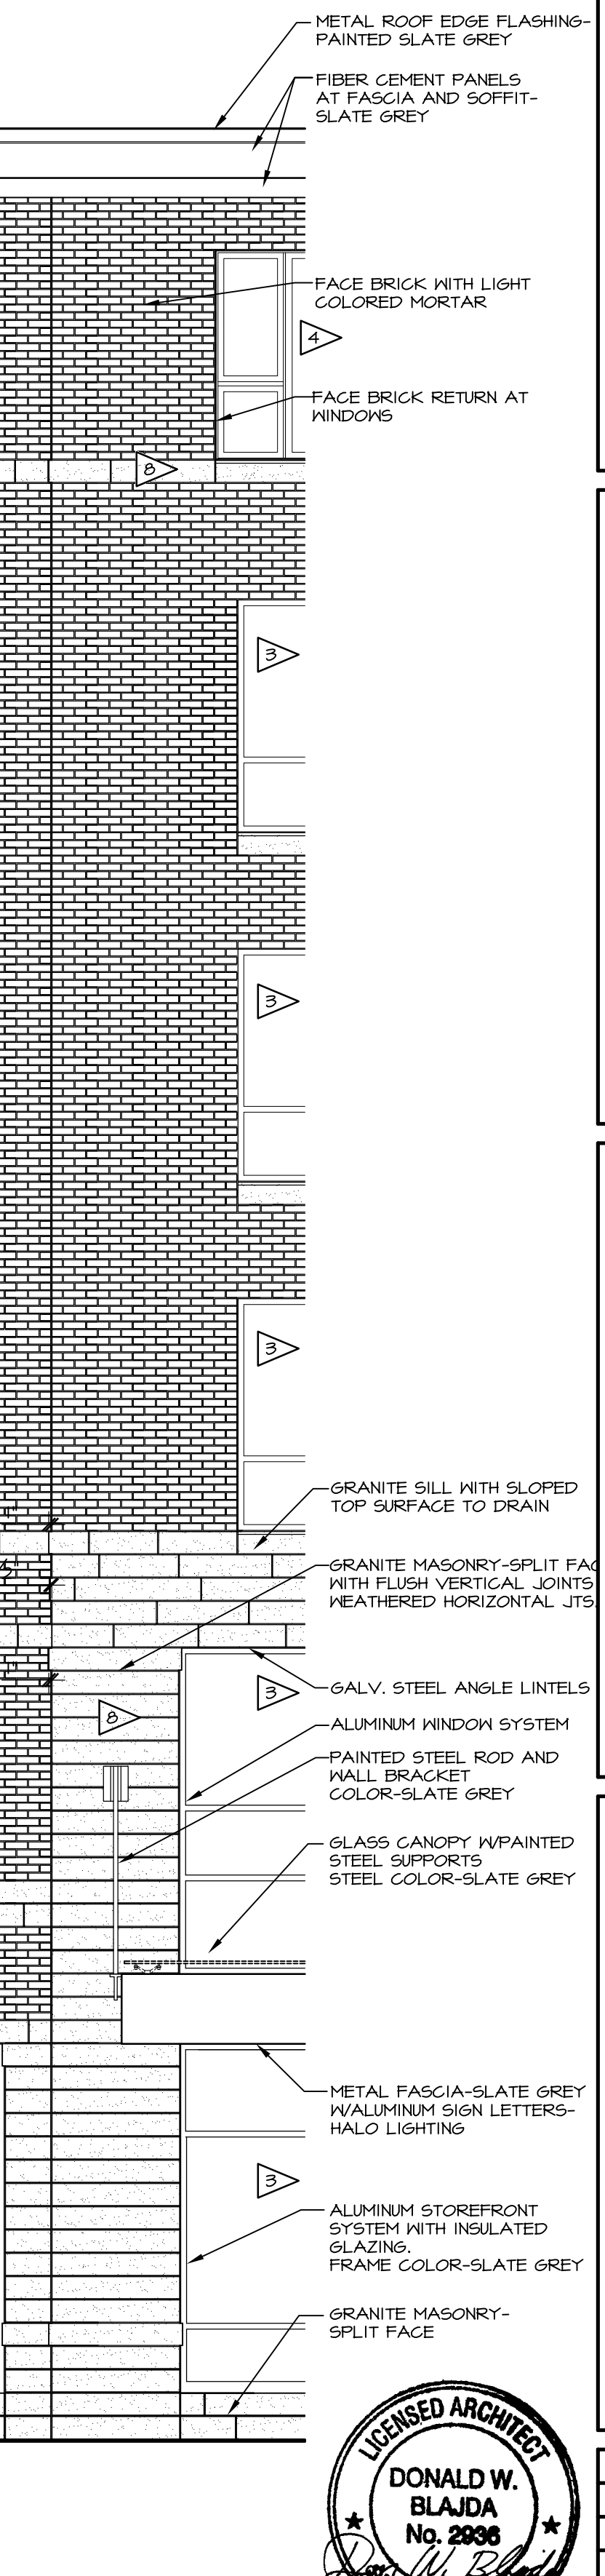 METAL ROOF EDGE FLASHING-
PAINTED SLATE GREY
FIBER CEMENT PANELS
AT FASCIA AND SOFFIT-
SLATE GREY
FACE BRICK WITH LIGHT
COLORED MORTAR
4
FACE BRICK RETURN AT
WINDOWS
8
3
3
3
GRANITE SILL WITH SLOPED
TOP SURFACE TO DRAIN
GRANITE MASONRY-SPLIT FAC
WITH FLUSH VERTICAL JOINTS
WEATHERED HORIZONTAL JTS.
GALV. STEEL ANGLE LINTELS
3
8
ALUMINUM WINDOW SYSTEM
PAINTED STEEL ROD AND
WALL BRACKET
COLOR-SLATE GREY
GLASS CANOPY W/PAINTED
STEEL SUPPORTS
STEEL COLOR-SLATE GREY
METAL FASCIA-SLATE GREY
W/ALUMINUM SIGN LETTERS-
HALO LIGHTING
3
ALUMINUM STOREFRONT
SYSTEM WITH INSULATED
GLAZING.
FRAME COLOR-SLATE GREY
GRANITE MASONRY-
SPLIT FACE
LICENSED ARCHITECT
DONALD W.
BLAJDA
No. 2936